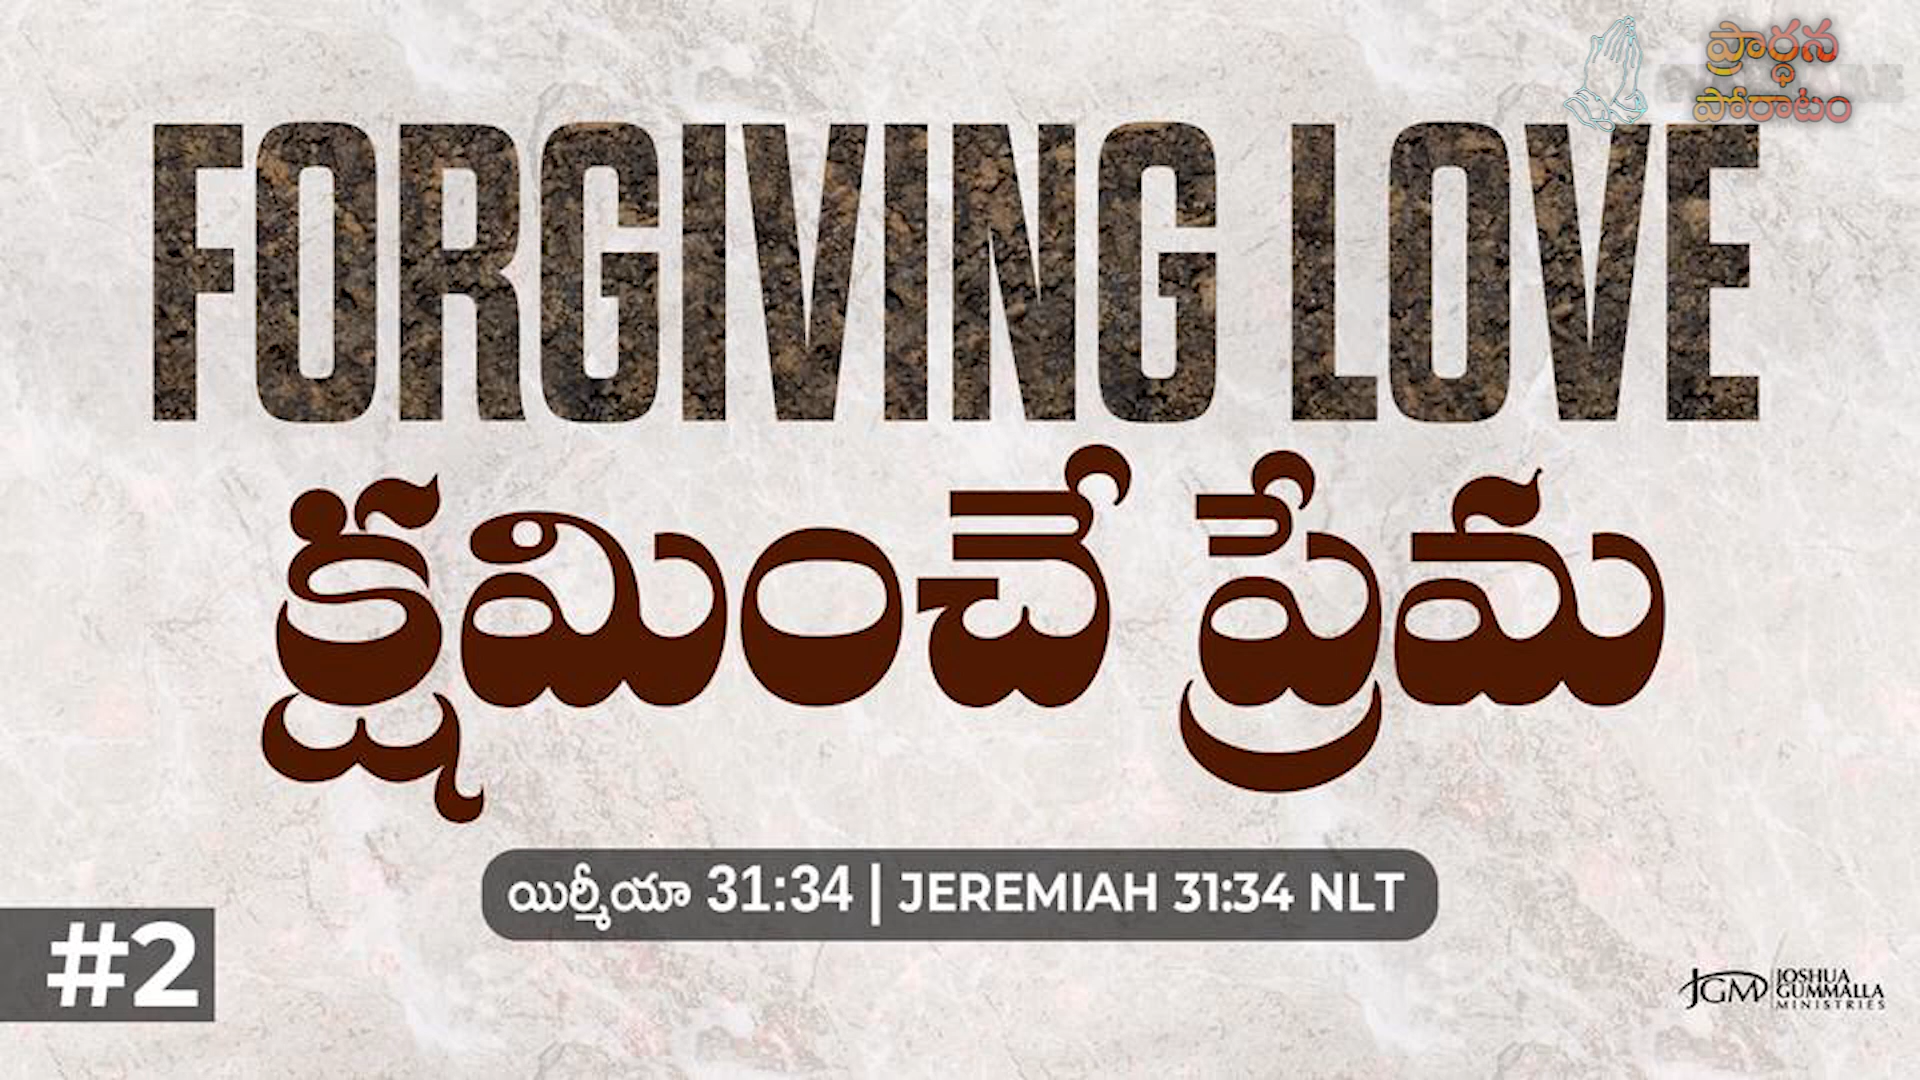 ప్రార్థన
పోరాటం
FORGIVING LOVE
క్షమించే ప్రేమ
యిర్మీయా 31:34 | JEREMIAH 31:34 NLT
#2
JGM JOSHUA
GUMMALLA
MINISTRIES